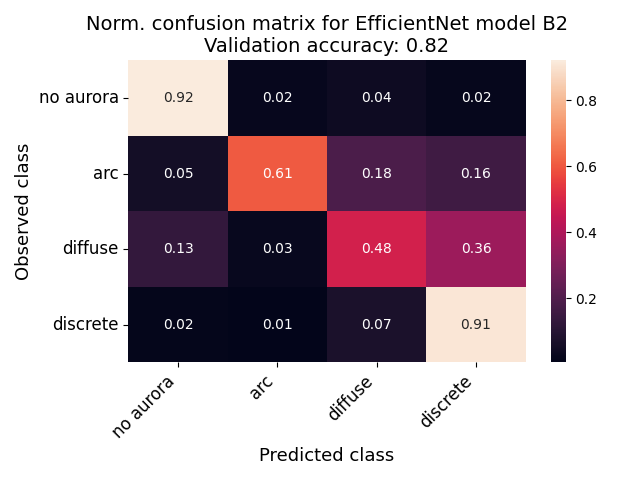 Norm. confusion matrix for EfficientNet model B2
Validation accuracy: 0.82
no aurora 0.92 0.02 0.04 0.02
arc 0.05 0.61 0.18 0.16
diffuse 0.13 0.03 0.48 0.36
discrete 0.02 0.01 0.07 0.91
Observed class
no aurora arc diffuse discrete
Predicted class
0.8
0.6
0.4
0.2